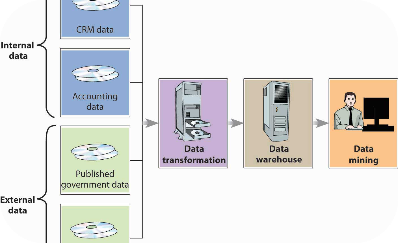 CRM data
Internal
data
Accounting
data
Data
transformation
Data
warehouse
Data
mining
Published
government data
External
data